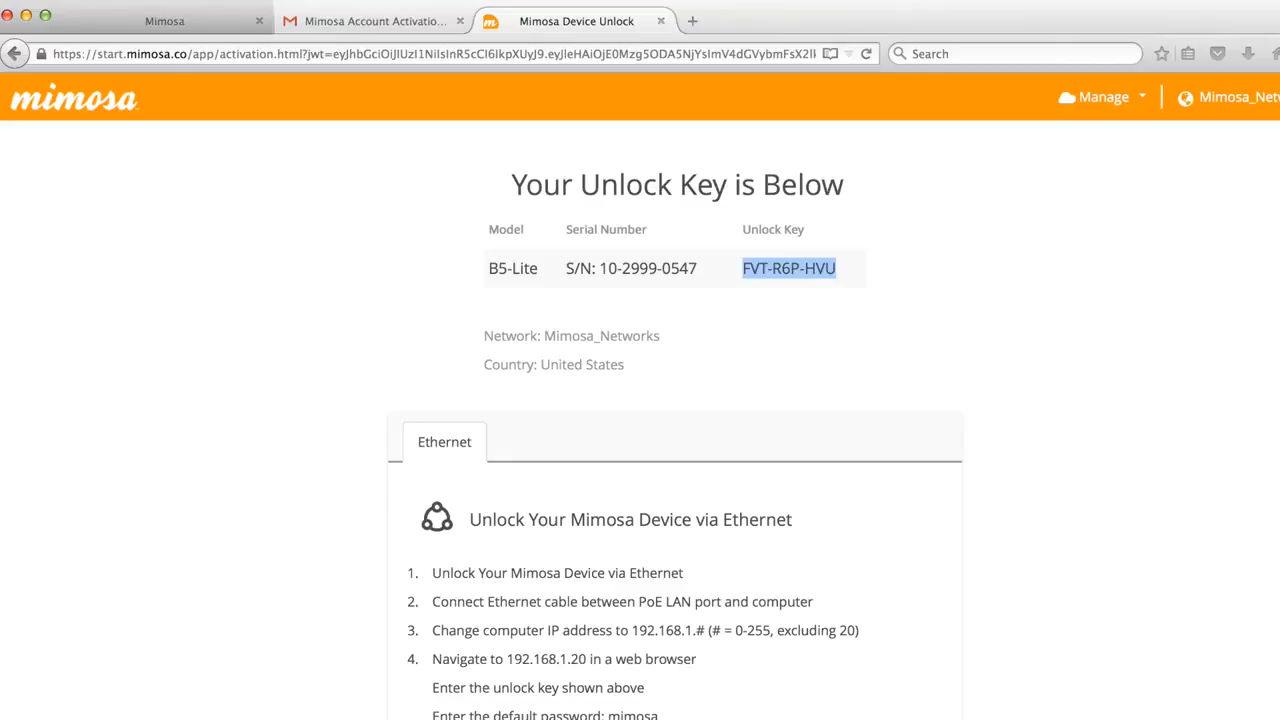 Mimosa
Mimosa Account Activatio...
Mimosa Device Unlock
https://start.mimosa.co/app/activation.html?jwt=
Search
mimosa
Manage
Mimosa_Netw
Your Unlock Key is Below
Model Serial Number Unlock Key
B5-Lite S/N: 10-2999-0547 FVT-R6P-HVU
Network: Mimosa_Networks
Country: United States
Ethernet
Unlock Your Mimosa Device via Ethernet
1. Unlock Your Mimosa Device via Ethernet
2. Connect Ethernet cable between PoE LAN port and computer
3. Change computer IP address to 192.168.1.# (# = 0-255, excluding 20)
4. Navigate to 192.168.1.20 in a web browser
Enter the unlock key shown above
Enter the default password: mimosa